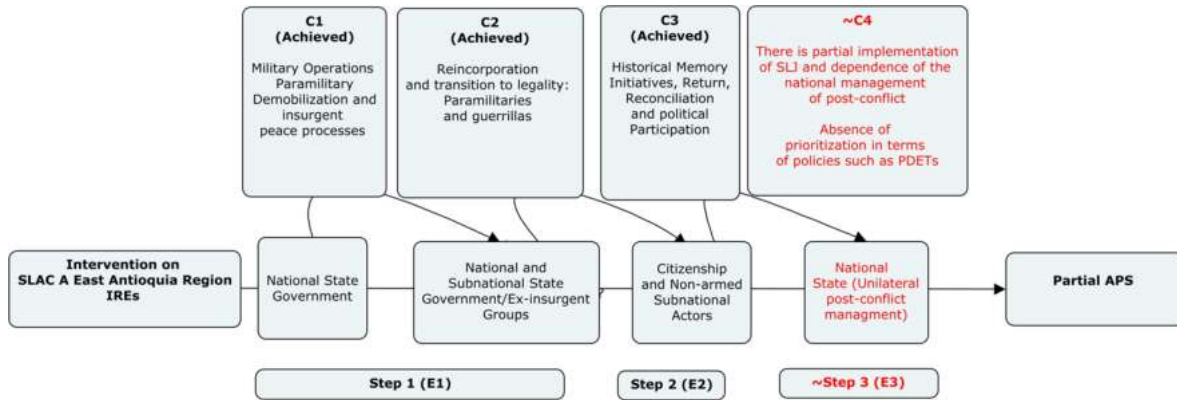 C1
(Achieved)
Military Operations
Paramilitary
Demobilization and
insurgent
peace processes
C2
(Achieved)
Reincorporation
and transition to legality:
Paramilitaries
and guerrillas
C3
(Achieved)
Historical Memory
Initiatives, Return,
Reconciliation
and political
Participation
~C4
There is partial implementation
of SLJ and dependence of the
national management
of post-conflict
Absence of
prioritization in terms
of policies such as PDETs
Intervention on
SLAC A East Antioquia Region
IREs
National State
Government
National and
Subnational State
Government/Ex-insurgent
Groups
Citizenship
and Non-armed
Subnational
Actors
National
State (Unilateral
post-conflict
managment)
Partial APS
Step 1 (E1)
Step 2 (E2)
~Step 3 (E3)